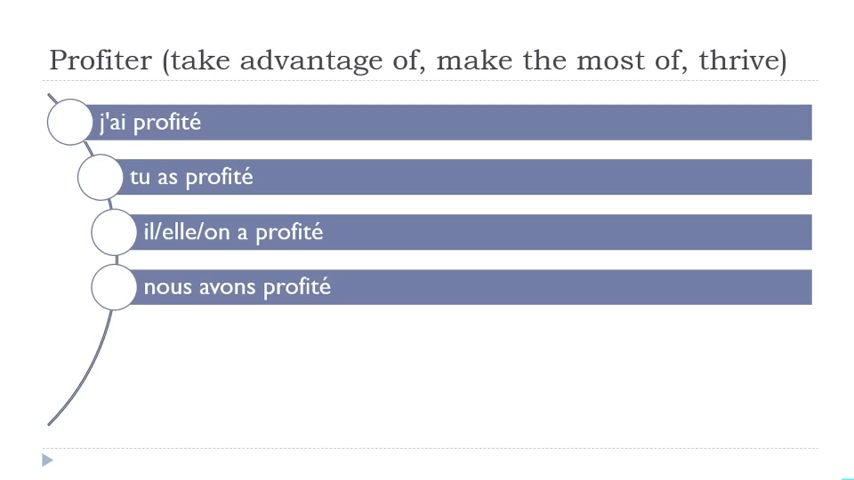 Profiter (take advantage of, make the most of, thrive)
j'ai profité
tu as profité
il/elle/on a profité
nous avons profité